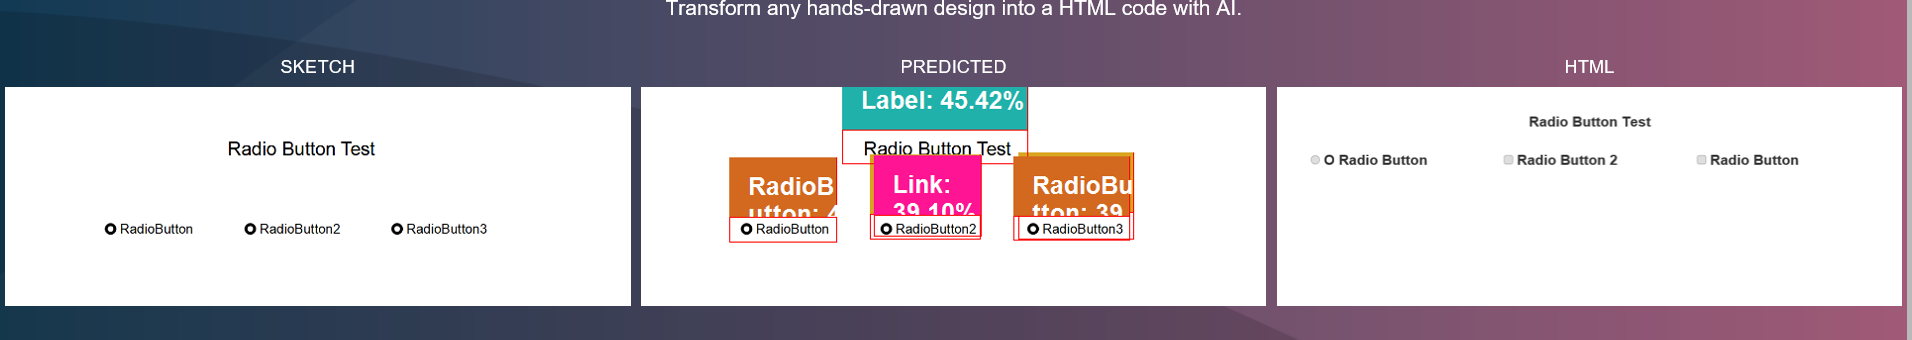 Transform any hands-drawn design into a HTML code with AI.
SKETCH
Radio Button Test
RadioButton RadioButton2 RadioButton3
PREDICTED
Label: 45.42%
Radio Button Test
RadioB
utton: 4
Link:
39.10%
RadioBu
tton: 39
RadioButton RadioButton2 RadioButton3
HTML
Radio Button Test
O Radio Button Radio Button 2 Radio Button